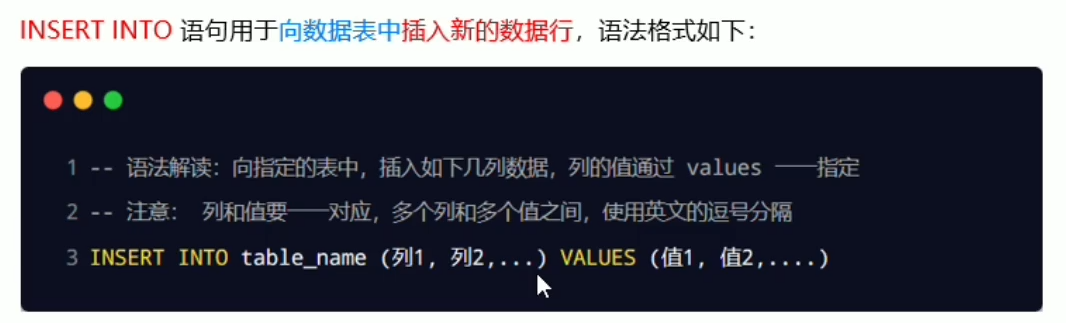 INSERT INTO 语句用于向数据表中插入新的数据行，语法格式如下：
1 -- 语法解读：向指定的表中，插入如下几列数据，列的值通过 values 一一指定
2 -- 注意： 列和值要一一对应，多个列和多个值之间，使用英文的逗号分隔
3 INSERT INTO table_name (列1, 列2,...) VALUES (值1, 值2,....)